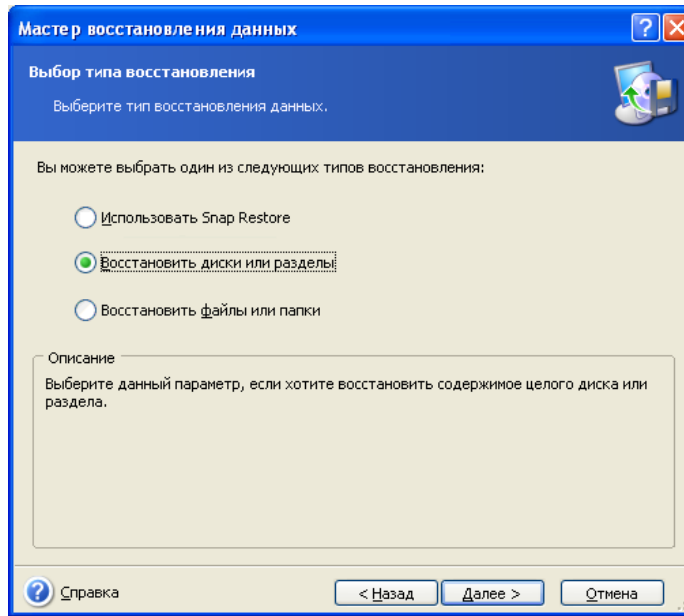 Мастер восстановления данных
Выбор типа восстановления
Выберите тип восстановления данных.
Вы можете выбрать один из следующих типов восстановления:
Использовать Snap Restore
Восстановить диски или разделы
Восстановить файлы или папки
Описание
Выберите данный параметр, если хотите восстановить содержимое целого диска или
раздела.
Справка
< Назад
Далее >
Отмена